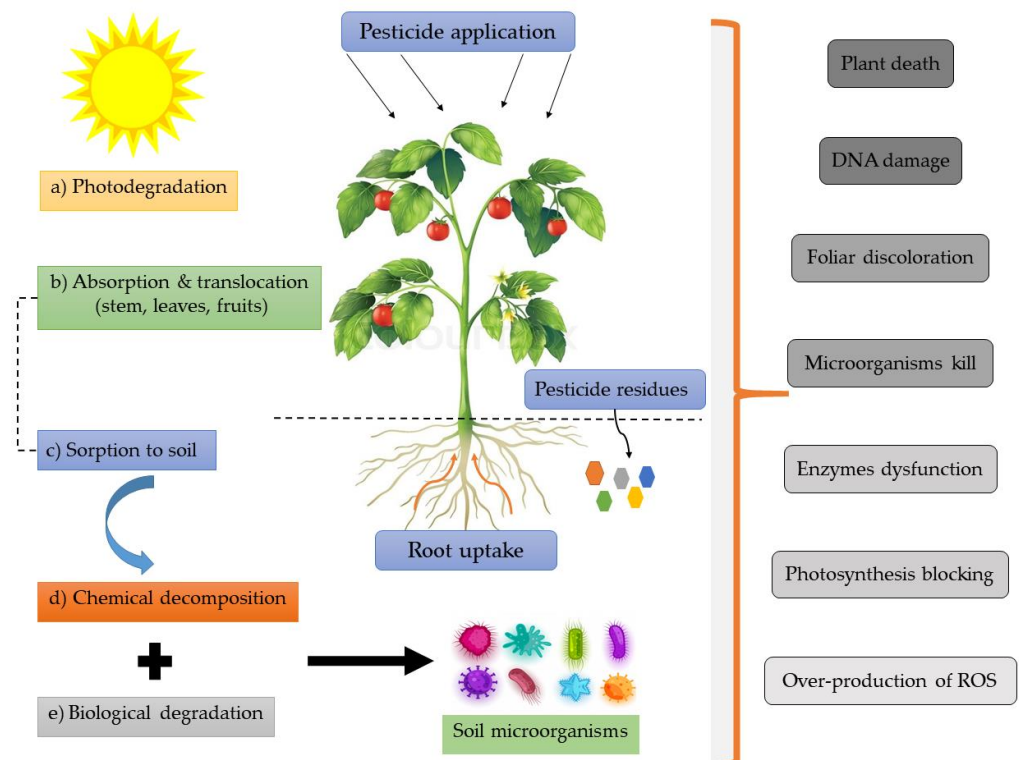 Pesticide application
a) Photodegradation
b) Absorption & translocation
(stem, leaves, fruits)
Pesticide residues
c) Sorption to soil
Root uptake
d) Chemical decomposition
e) Biological degradation
Soil microorganisms
Plant death
DNA damage
Foliar discoloration
Microorganisms kill
Enzymes dysfunction
Photosynthesis blocking
Over-production of ROS